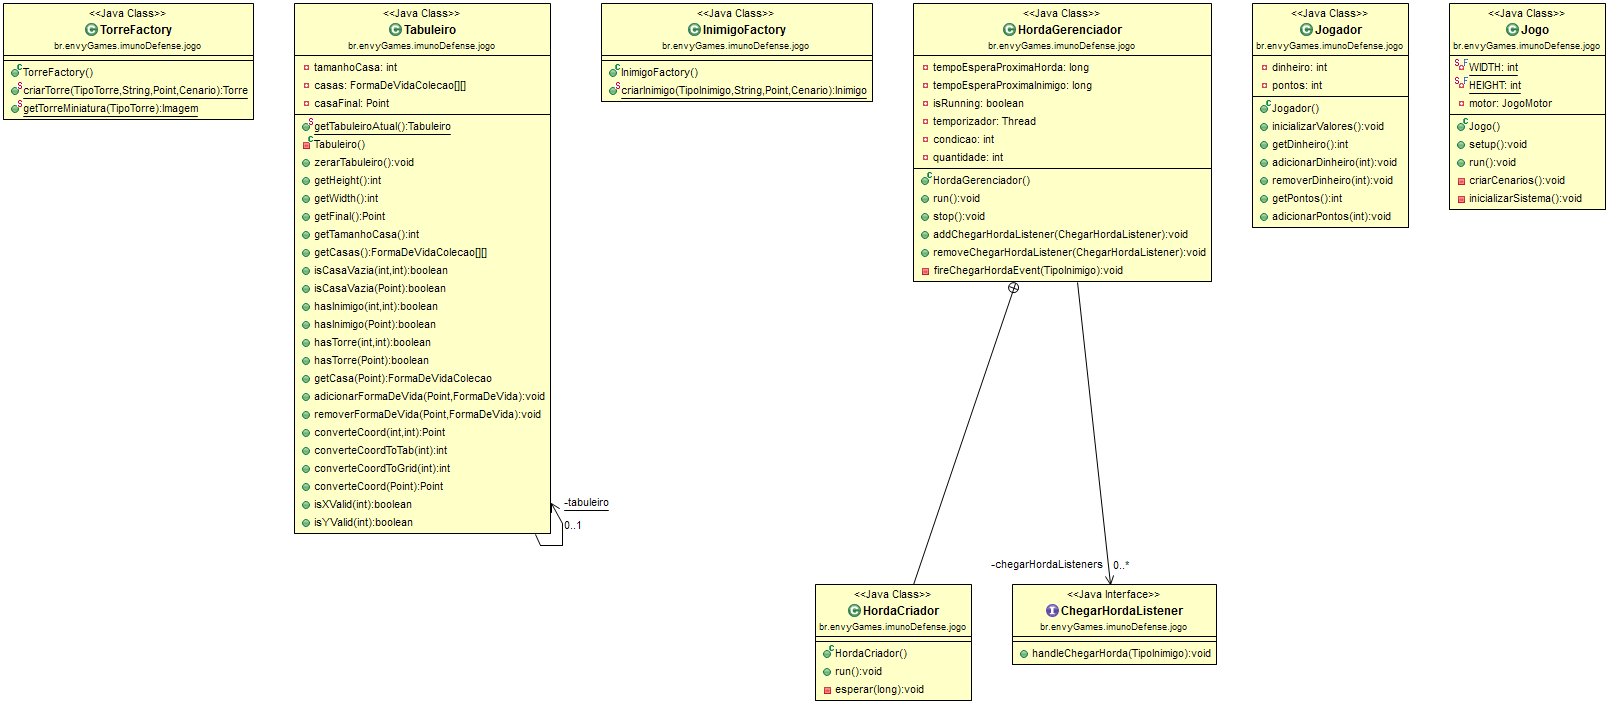 <<Java Class>>
TorreFactory
br.envyGames.imunoDefense.jogo
TorreFactory()
criarTorre(TipoTorre,String,Point,Cenario):Torre
getTorreMiniatura(TipoTorre):Imagem
<<Java Class>>
Tabuleiro
br.envyGames.imunoDefense.jogo
tamanhoCasa: int
casas: FormaDeVidaColecao[][]
casaFinal: Point
getTabuleiroAtual():Tabuleiro
Tabuleiro()
zerarTabuleiro():void
getHeight():int
getWidth():int
getFinal():Point
getTamanhoCasa():int
getCasas():FormaDeVidaColecao[][]
isCasaVazia(int,int):boolean
isCasaVazia(Point):boolean
hasInimigo(int,int):boolean
hasInimigo(Point):boolean
hasTorre(int,int):boolean
hasTorre(Point):boolean
getCasa(Point):FormaDeVidaColecao
adicionarFormaDeVida(Point,FormaDeVida):void
removerFormaDeVida(Point,FormaDeVida):void
converteCoord(int,int):Point
converteCoordToTab(int):int
converteCoordToGrid(int):int
converteCoord(Point):Point
isXValid(int):boolean
isYValid(int):boolean
-tabuleiro
0..1
<<Java Class>>
InimigoFactory
br.envyGames.imunoDefense.jogo
InimigoFactory()
criarInimigo(TipoInimigo,String,Point,Cenario):Inimigo
<<Java Class>>
HordaGerenciador
br.envyGames.imunoDefense.jogo
tempoEsperaProximaHorda: long
tempoEsperaProximaInimigo: long
isRunning: boolean
temporizador: Thread
condicao: int
quantidade: int
HordaGerenciador()
run():void
stop():void
addChegarHordaListener(ChegarHordaListener):void
removeChegarHordaListener(ChegarHordaListener):void
fireChegarHordaEvent(TipoInimigo):void
<<Java Class>>
Jogador
br.envyGames.imunoDefense.jogo
dinheiro: int
pontos: int
Jogador()
inicializarValores():void
getDinheiro():int
adicionarDinheiro(int):void
removerDinheiro(int):void
getPontos():int
adicionarPontos(int):void
<<Java Class>>
Jogo
br.envyGames.imunoDefense.jogo
WIDTH: int
HEIGHT: int
motor: JogoMotor
Jogo()
setup():void
run():void
criarCenarios():void
inicializarSistema():void
-chegarHordaListeners 0..*
<<Java Class>>
HordaCriador
br.envyGames.imunoDefense.jogo
HordaCriador()
run():void
esperar(long):void
<<Java Interface>>
ChegarHordaListener
br.envyGames.imunoDefense.jogo
handleChegarHorda(TipoInimigo):void